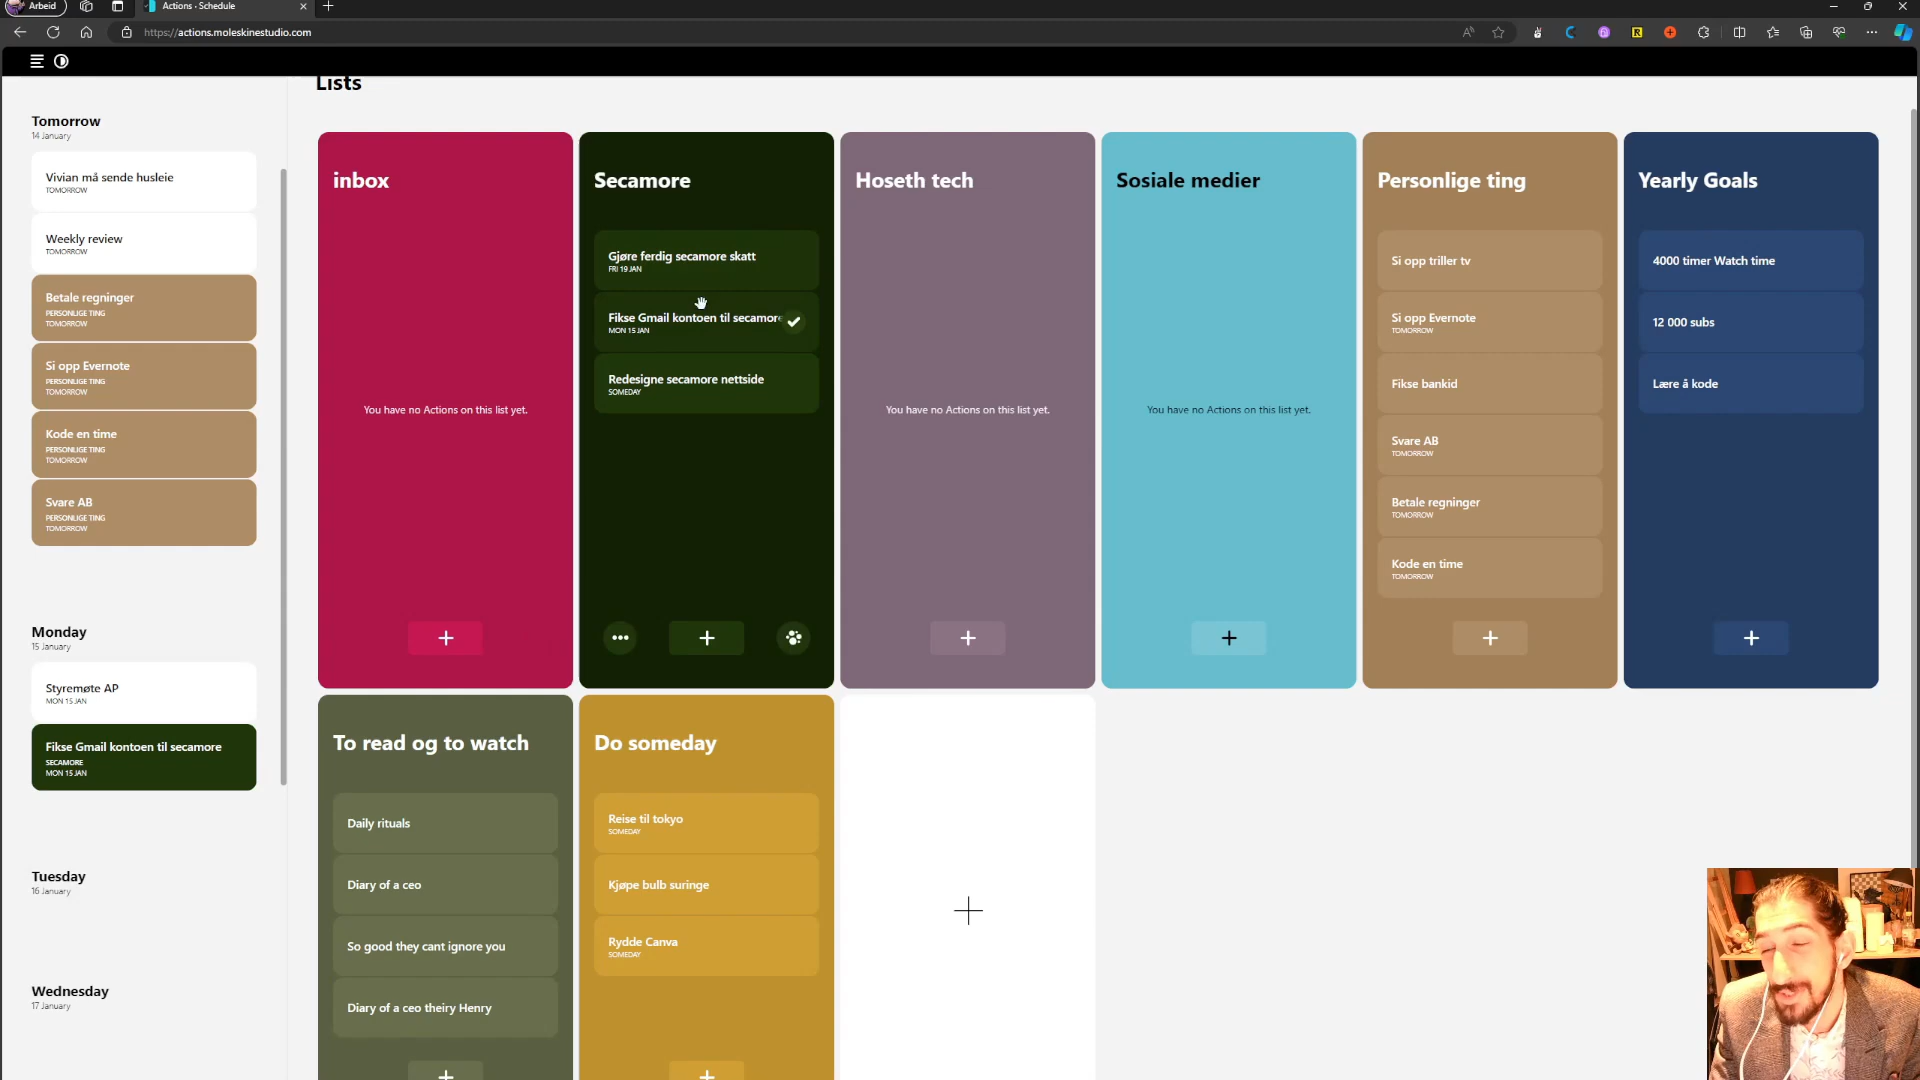 Arbeid
Actions - Schedule
https://actions.moleskinestudio.com
Lists
Tomorrow
14 January
Vivian må sende husleie
TOMORROW
Weekly review
TOMORROW
Betale regninger
PERSONLIGE TING
TOMORROW
Si opp Evernote
PERSONLIGE TING
TOMORROW
Kode en time
PERSONLIGE TING
TOMORROW
Svare AB
PERSONLIGE TING
TOMORROW
Monday
15 January
Styremøte AP
MON 15 JAN
Fikse Gmail kontoen til secamore
SECAMORE
MON 15 JAN
Tuesday
16 January
Wednesday
17 January
inbox
You have no Actions on this list yet.
Secamore
Gjøre ferdig secamore skatt
FRI 19 JAN
Fikse Gmail kontoen til secamore
MON 15 JAN
Redesigne secamore nettside
SOMEDAY
Hoseth tech
You have no Actions on this list yet.
Sosiale medier
You have no Actions on this list yet.
Personlige ting
Si opp triller tv
Si opp Evernote
TOMORROW
Fikse bankid
Svare AB
TOMORROW
Betale regninger
TOMORROW
Kode en time
TOMORROW
Yearly Goals
4000 timer Watch time
12 000 subs
Lære å kode
To read og to watch
Daily rituals
Diary of a ceo
So good they cant ignore you
Diary of a ceo theiry Henry
Do someday
Reise til tokyo
SOMEDAY
Kjøpe bulb suringe
Rydde Canva
SOMEDAY